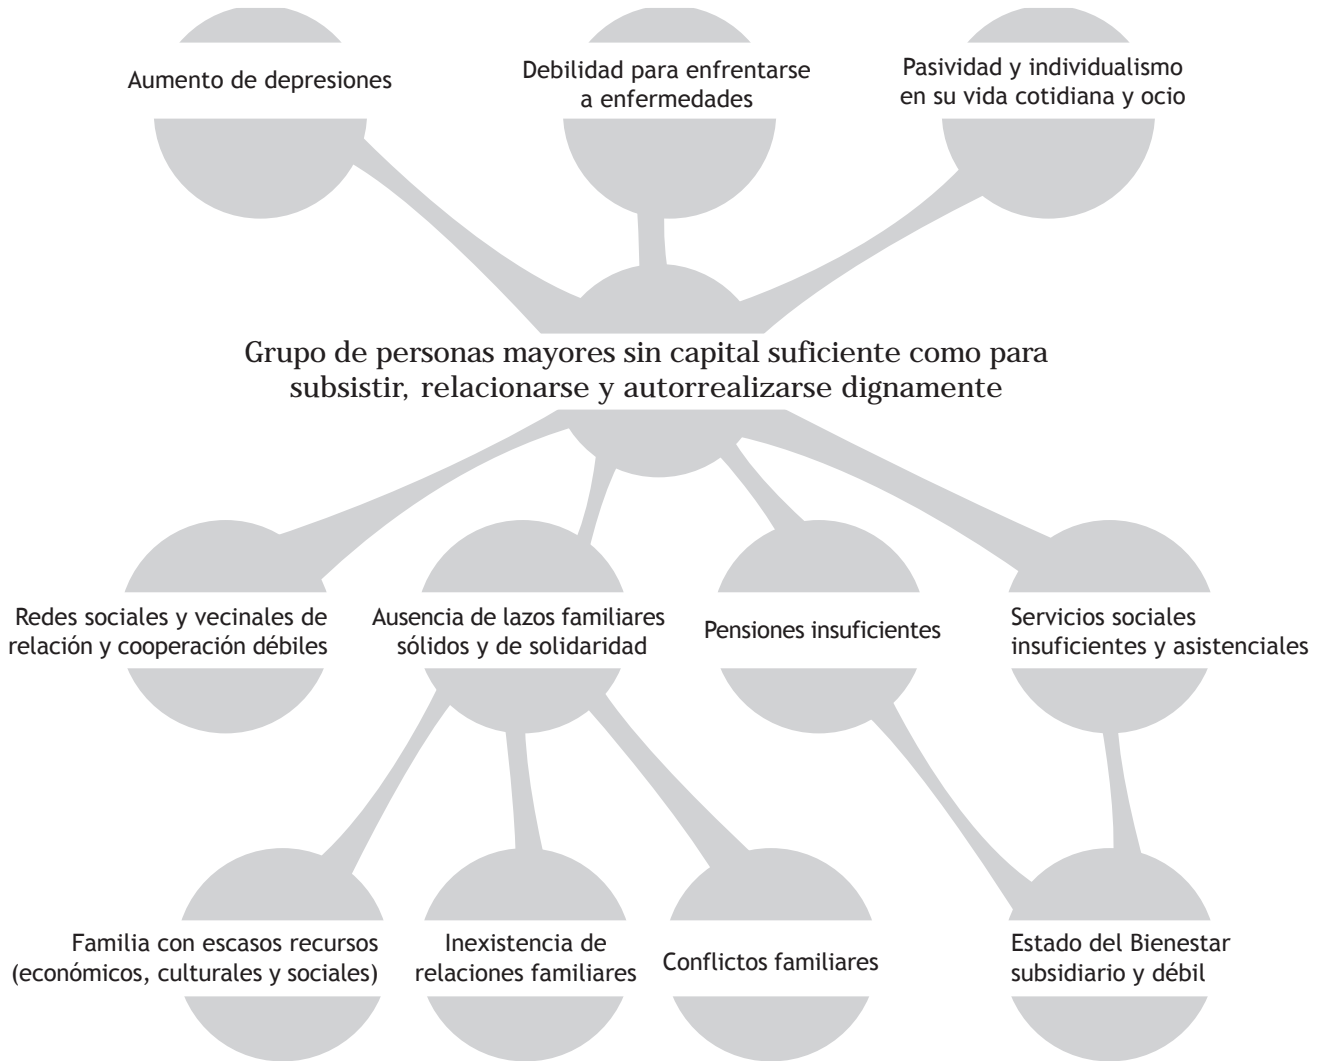 Aumento de depresiones
Debilidad para enfrentarse
a enfermedades
Pasividad y individualismo
en su vida cotidiana y ocio
Grupo de personas mayores sin capital suficiente como para
subsistir, relacionarse y autorrealizarse dignamente
Redes sociales y vecinales de
relación y cooperación débiles
Ausencia de lazos familiares
sólidos y de solidaridad
Pensiones insuficientes
Servicios sociales
insuficientes y asistenciales
Familia con escasos recursos
(económicos, culturales y sociales)
Inexistencia de
relaciones familiares
Conflictos familiares
Estado del Bienestar
subsidiario y débil